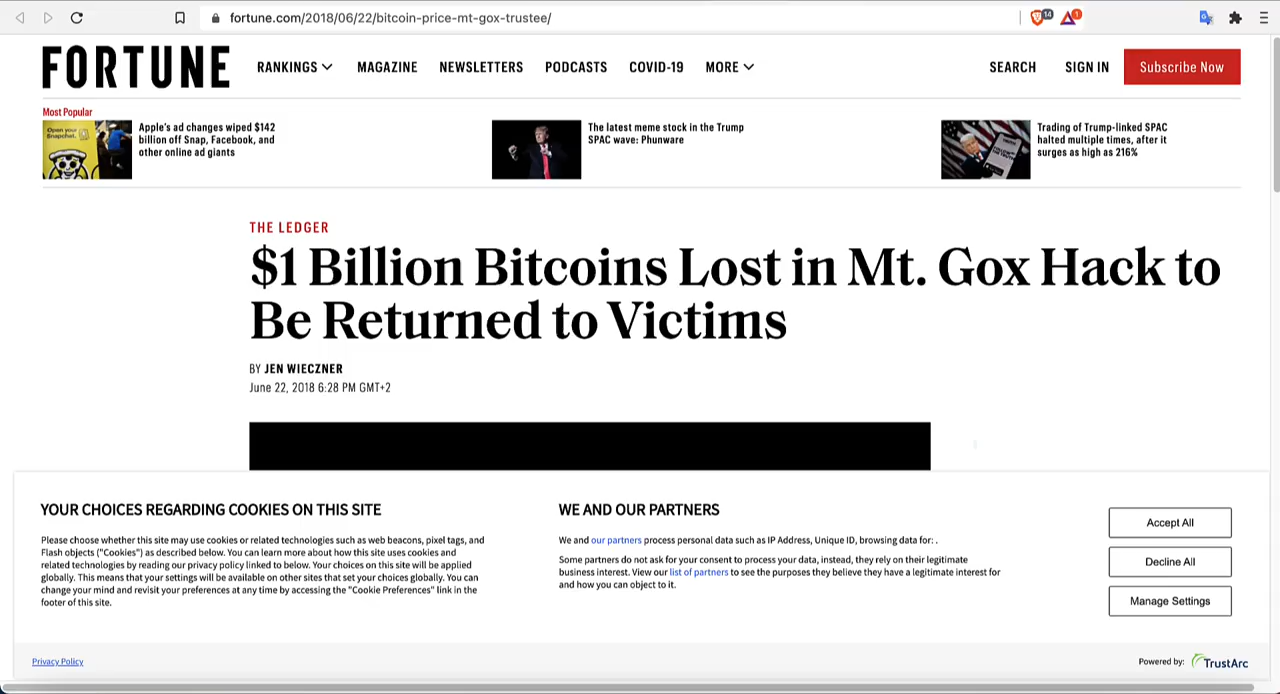 fortune.com/2018/06/22/bitcoin-price-mt-gox-trustee/
14
1
FORTUNE
RANKINGS
MAGAZINE
NEWSLETTERS
PODCASTS
COVID-19
MORE
SEARCH
SIGN IN
Subscribe Now
Most Popular
Apple's ad changes wiped $142
billion off Snap, Facebook, and
other online ad giants
The latest meme stock in the Trump
SPAC wave: Phunware
Trading of Trump-linked SPAC
halted multiple times, after it
surges as high as 216%
THE LEDGER
$1 Billion Bitcoins Lost in Mt. Gox Hack to
Be Returned to Victims
BY JEN WIECZNER
June 22, 2018 6:28 PM GMT+2
YOUR CHOICES REGARDING COOKIES ON THIS SITE
Please choose whether this site may use cookies or related technologies such as web beacons, pixel tags, and
Flash objects ("Cookies") as described below. You can learn more about how this site uses cookies and
related technologies by reading our privacy policy linked to below. Your choices on this site will be applied
globally. This means that your settings will be available on other sites that set your choices globally. You can
change your mind and revisit your preferences at any time by accessing the "Cookie Preferences" link in the
footer of this site.
WE AND OUR PARTNERS
We and our partners process personal data such as IP Address, Unique ID, browsing data for: .
Some partners do not ask for your consent to process your data, instead, they rely on their legitimate
business interest. View our list of partners to see the purposes they believe they have a legitimate interest for
and how you can object to it.
Accept All
Decline All
Manage Settings
Privacy Policy
Powered by: TrustArc